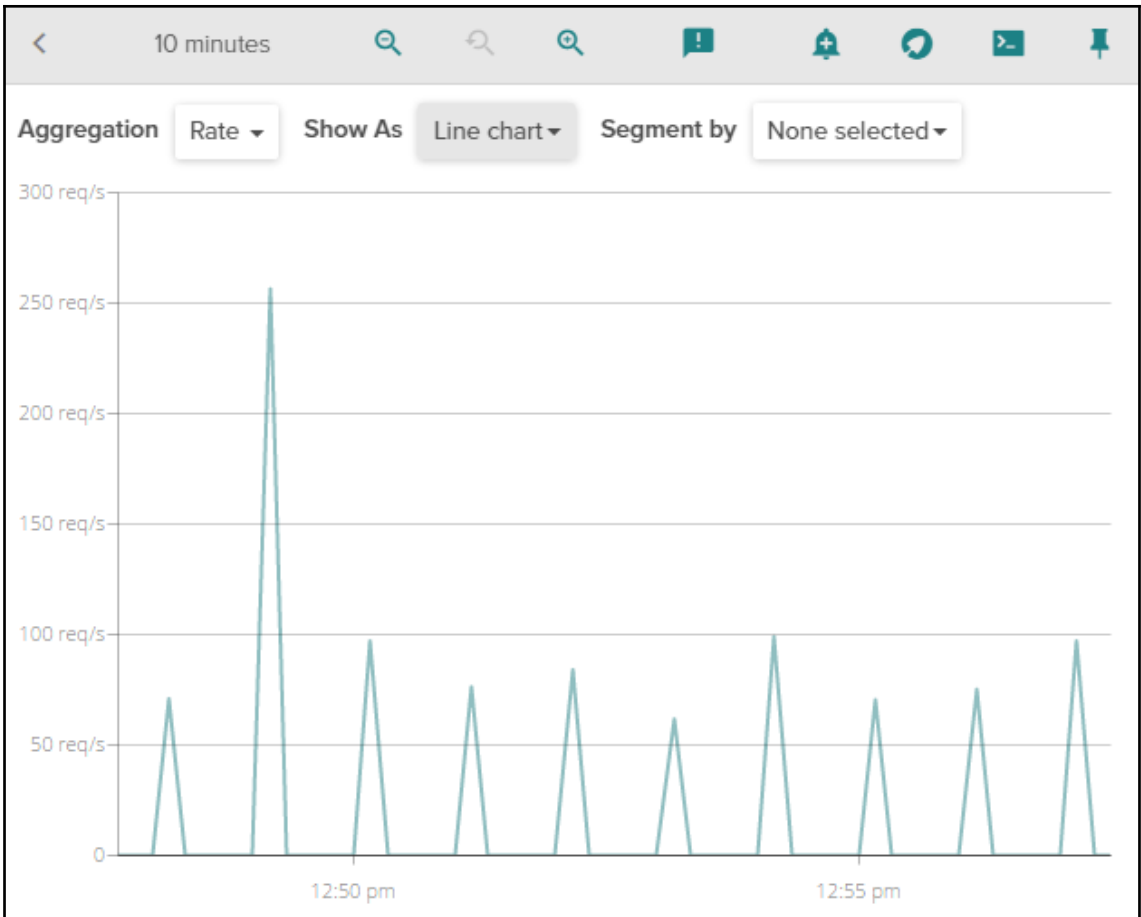 10 minutes
Aggregation Rate Show As Line chart Segment by None selected
300 req/s
250 req/s
200 req/s
150 req/s
100 req/s
50 req/s
0
12:50 pm 12:55 pm